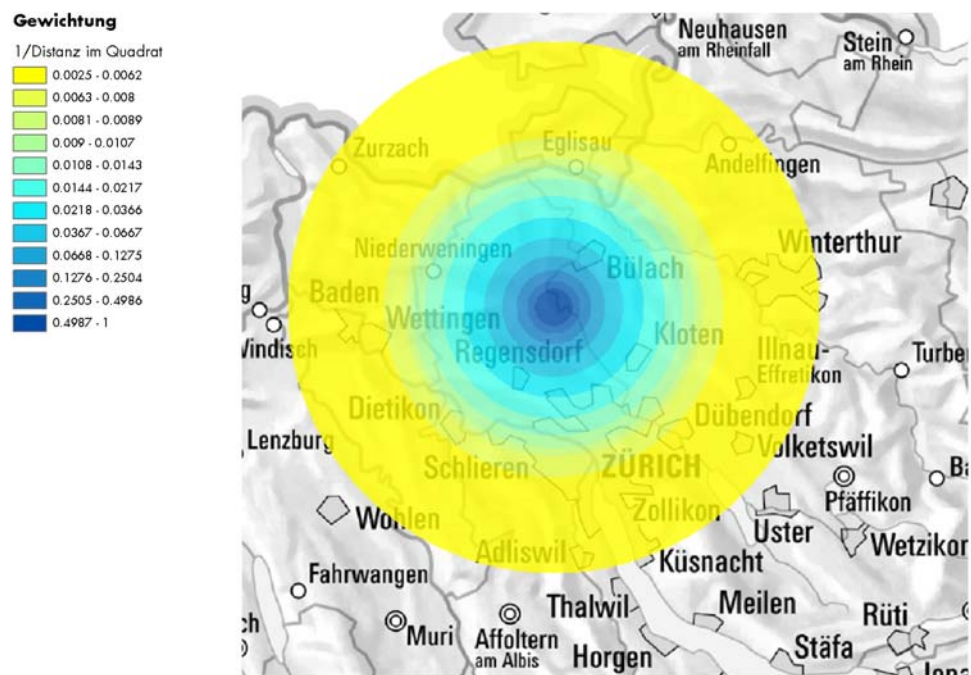 Gewichtung
1/Distanz im Quadrat
0.0025 - 0.0062
0.0063 - 0.008
0.0081 - 0.0089
0.009 - 0.0107
0.0108 - 0.0143
0.0144 - 0.0217
0.0218 - 0.0366
0.0367 - 0.0667
0.0668 - 0.1275
0.1276 - 0.2504
0.2505 - 0.4986
0.4987 - 1
Neuhausen
am Rheinfall
Stein
am Rhein
Zurzach
Eglisau
Andelfingen
Niederweningen
Bülach
Winterthur
g
Baden
Wettingen
Kloten
Regensdorf
Illnau-
Effretikon
Turbe
Dietikon
Dübendorf
Lenzburg
Schlieren
ZÜRICH
Volketswil
Pfäffikon
Wohlen
Zollikon
Uster
Wetzikon
Adliswil
Küsnacht
Fahrwangen
Thalwil
Meilen
Rüti
ch
Muri
Affoltern
am Albis
Horgen
Stäfa